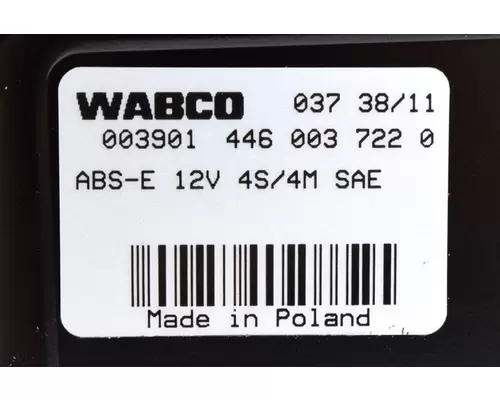 WABCO 037 38/11
003901 446 003 722 0
ABS-E 12V 4S/4M SAE
Made in Poland